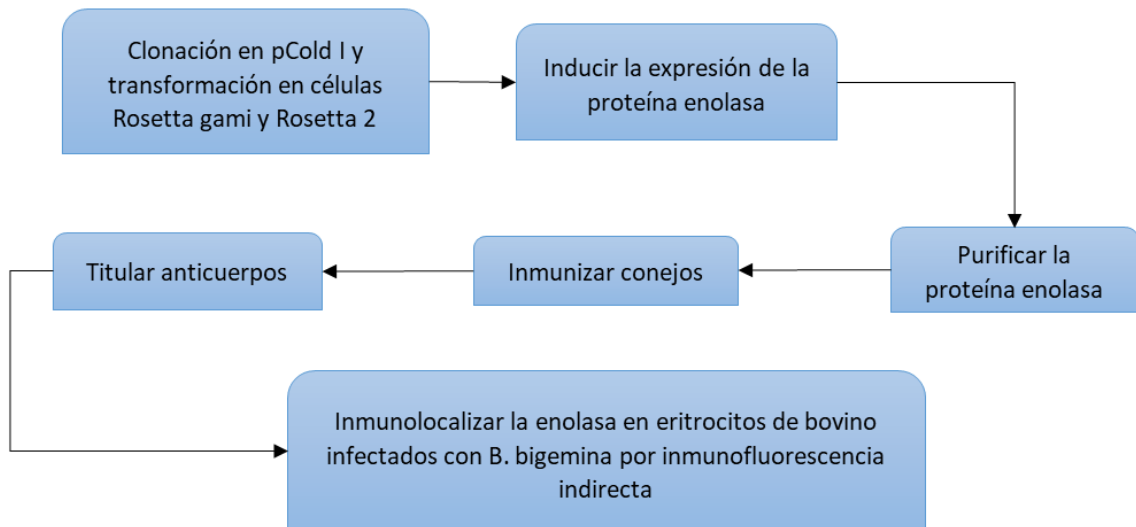 Clonación en pCold I y
transformación en células
Rosetta gami y Rosetta 2
Inducir la expresión de la
proteína enolasa
Purificar la
proteína enolasa
Inmunizar conejos
Titular anticuerpos
Inmunolocalizar la enolasa en eritrocitos de bovino
infectados con B. bigemina por inmunofluorescencia
indirecta